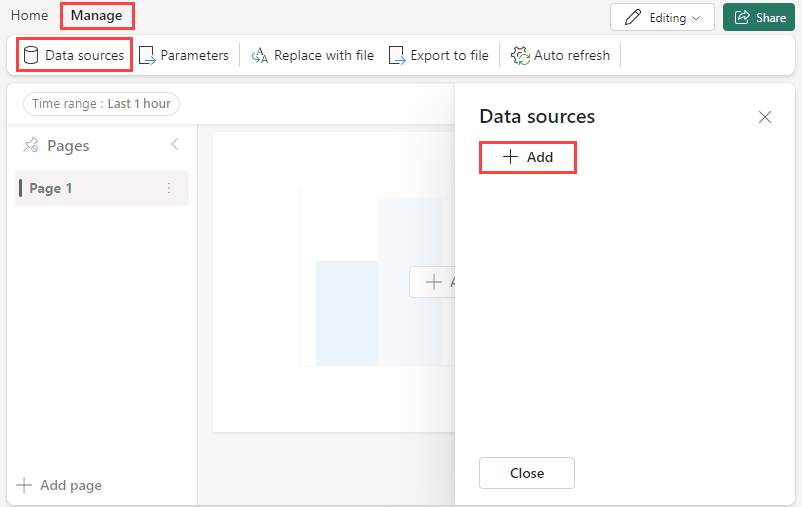 Home Manage Editing Share
Data sources Parameters Replace with file Export to file Auto refresh
Time range : Last 1 hour
Data sources
Pages
Add
Page 1
Close
Add page